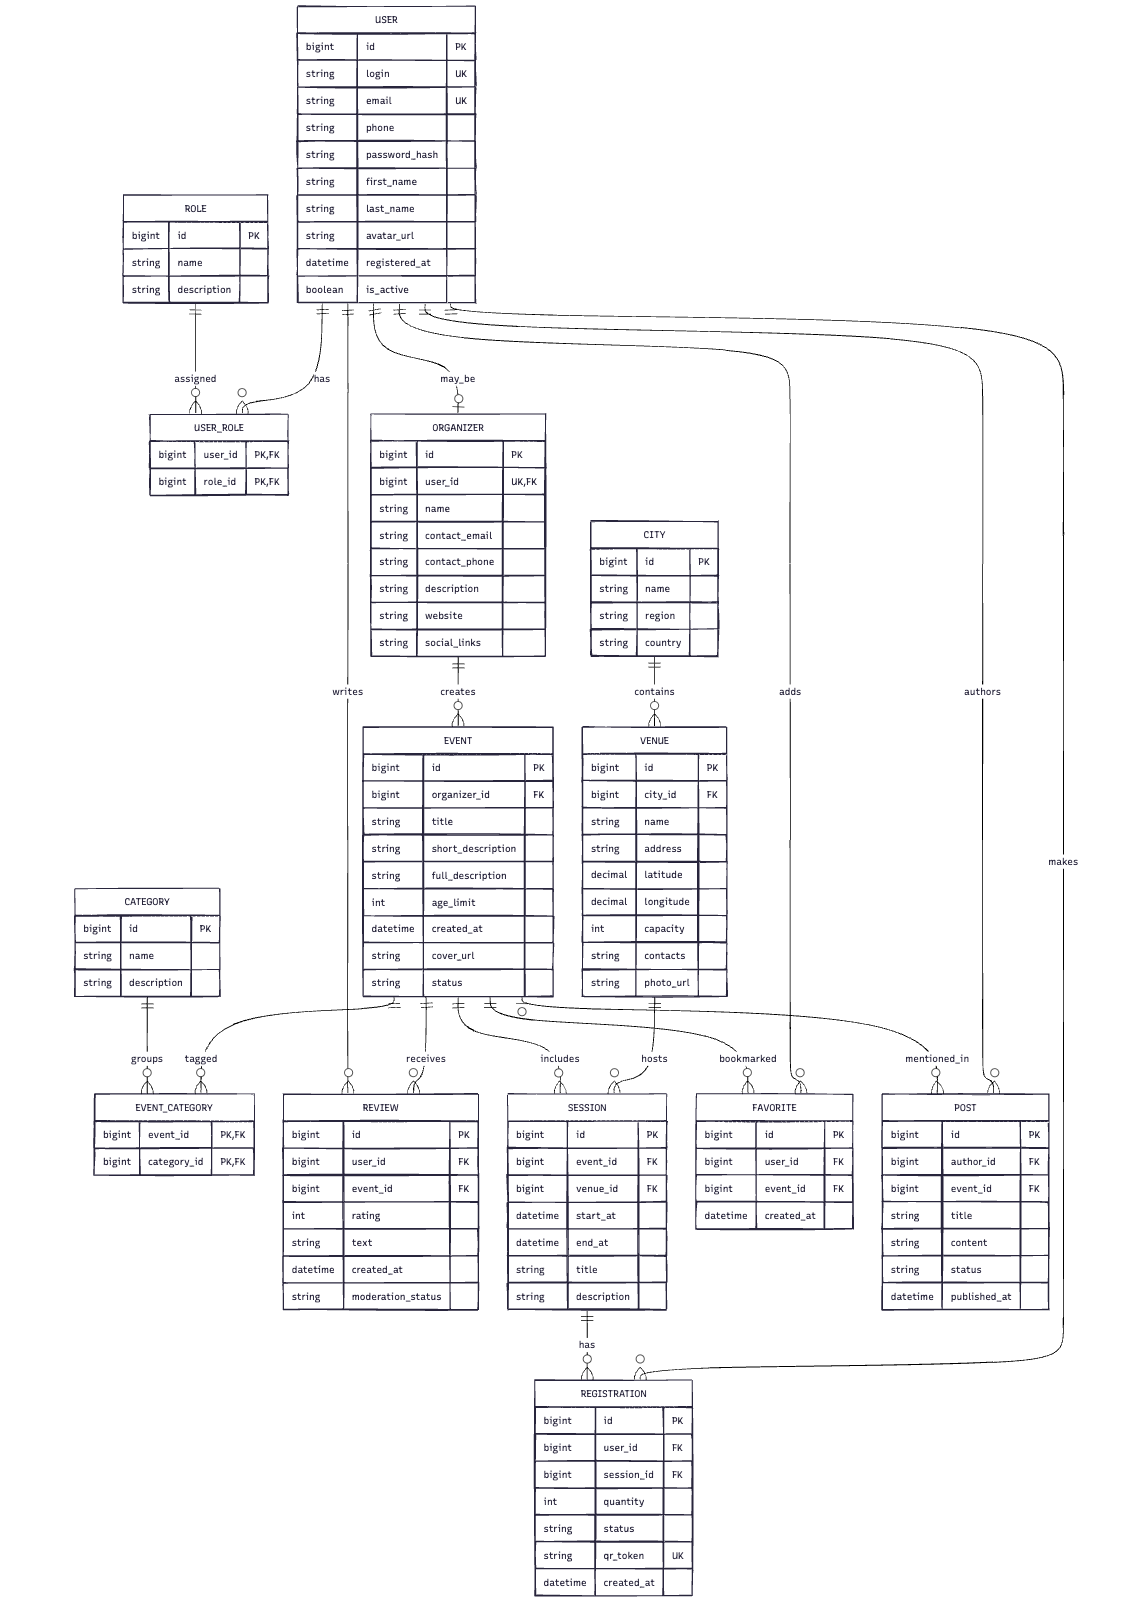 USER
bigint id PK
string login UK
string email UK
string phone
string password_hash
string first_name
string last_name
string avatar_url
datetime registered_at
boolean is_active
ROLE
bigint id PK
string name
string description
assigned
has
may_be
USER_ROLE
bigint user_id PK,FK
bigint role_id PK,FK
ORGANIZER
bigint id PK
bigint user_id UK,FK
string name
string contact_email
string contact_phone
string description
string website
string social_links
CITY
bigint id PK
string name
string region
string country
writes
creates
contains
adds
authors
EVENT
bigint id PK
bigint organizer_id FK
string title
string short_description
string full_description
int age_limit
datetime created_at
string cover_url
string status
VENUE
bigint id PK
bigint city_id FK
string name
string address
decimal latitude
decimal longitude
int capacity
string contacts
string photo_url
makes
CATEGORY
bigint id PK
string name
string description
groups
tagged
receives
includes
hosts
bookmarked
mentioned_in
EVENT_CATEGORY
bigint event_id PK,FK
bigint category_id PK,FK
REVIEW
bigint id PK
bigint user_id FK
bigint event_id FK
int rating
string text
datetime created_at
string moderation_status
SESSION
bigint id PK
bigint event_id FK
bigint venue_id FK
datetime start_at
datetime end_at
string title
string description
FAVORITE
bigint id PK
bigint user_id FK
bigint event_id FK
datetime created_at
POST
bigint id PK
bigint author_id FK
bigint event_id FK
string title
string content
string status
datetime published_at
has
REGISTRATION
bigint id PK
bigint user_id FK
bigint session_id FK
int quantity
string status
string qr_token UK
datetime created_at